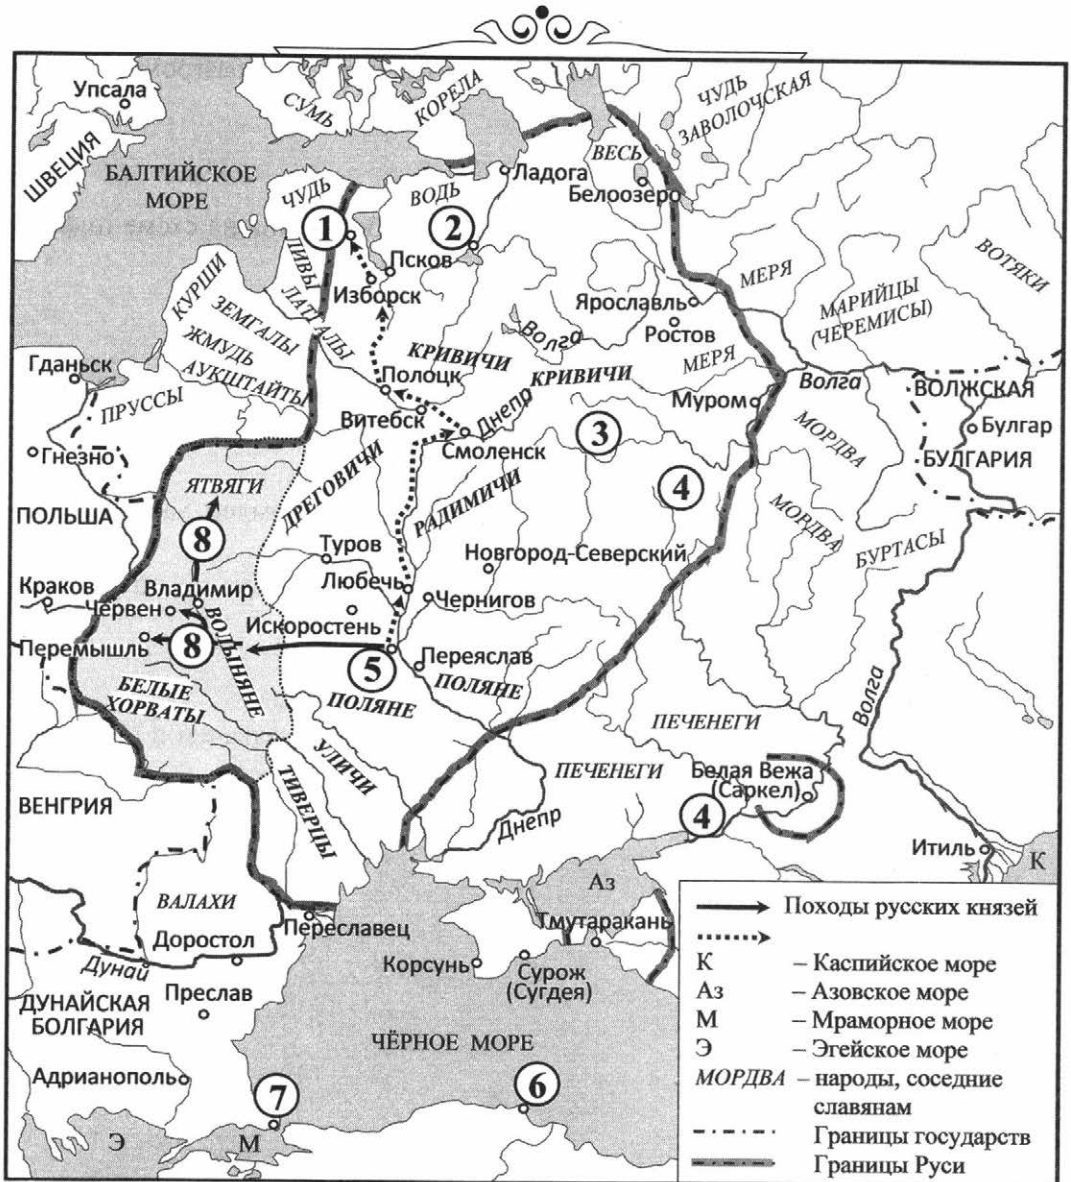 Упсала
СУМЬ
КОРЕЛА
ЧУДЬ
ЗАВОЛОЧСКАЯ
ШВЕЦИЯ
БАЛТИЙСКОЕ
МОРЕ
ВЕСЬ
Ладога
Белоозеро
ЧУДЬ
ВОДЬ
1
2
Псков
Изборск
ЛИВЫ
ЛАТГАЛЫ
КУРШИ
ЗЕМГАЛЫ
ЖМУДЬ
АУКШТАЙТЫ
МЕРЯ
ВОТЯКИ
МАРИЙЦЫ
(ЧЕРЕМИСЫ)
Ярославль
Ростов
Волга
МЕРЯ
КРИВИЧИ
КРИВИЧИ
Полоцк
Витебск
Днепр
Смоленск
Гданьск
ПРУССЫ
Гнезно
Волга
ВОЛЖСКАЯ
БУЛГАРИЯ
Булгар
Муром
МОРДВА
3
4
МОРДВА
БУРТАСЫ
ДРЕГОВИЧИ
РАДИМИЧИ
ЯТВЯГИ
8
ПОЛЬША
Краков
Туров
Новгород-Северский
Любечь
Чернигов
Владимир
Червен
Искоростень
Перемышль
8
ВОЛЫНЯНЕ
5
Переяслав
ПОЛЯНЕ
ПОЛЯНЕ
БЕЛЫЕ
ХОРВАТЫ
УЛИЧИ
ТИВЕРЦЫ
ПЕЧЕНЕГИ
ПЕЧЕНЕГИ
Волга
Белая Вежа
(Саркел)
4
Днепр
Итиль
К
ВЕНГРИЯ
ВАЛАХИ
Доростол
Переславец
Дунай
Преслав
ДУНАЙСКАЯ
БОЛГАРИЯ
Адрианополь
Аз
Тмутаракань
Корсунь
Сурож
(Сугдея)
ЧЁРНОЕ МОРЕ
7
6
Э
М
Походы русских князей
К – Каспийское море
Аз – Азовское море
М – Мраморное море
Э – Эгейское море
МОРДВА – народы, соседние
славянам
Границы государств
Границы Руси